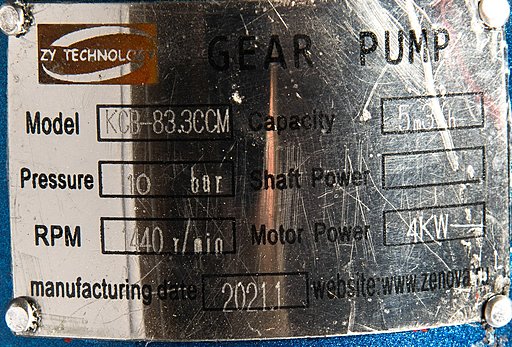 ZY TECHNOLOGY GEAR PUMP
Model KCB-83.3CCM Capacity 5m3/h
Pressure 10 bar Shaft Power
RPM 1440 r/min Motor Power 4KW
manufacturing date 2021.1 website:www.zenova.ru